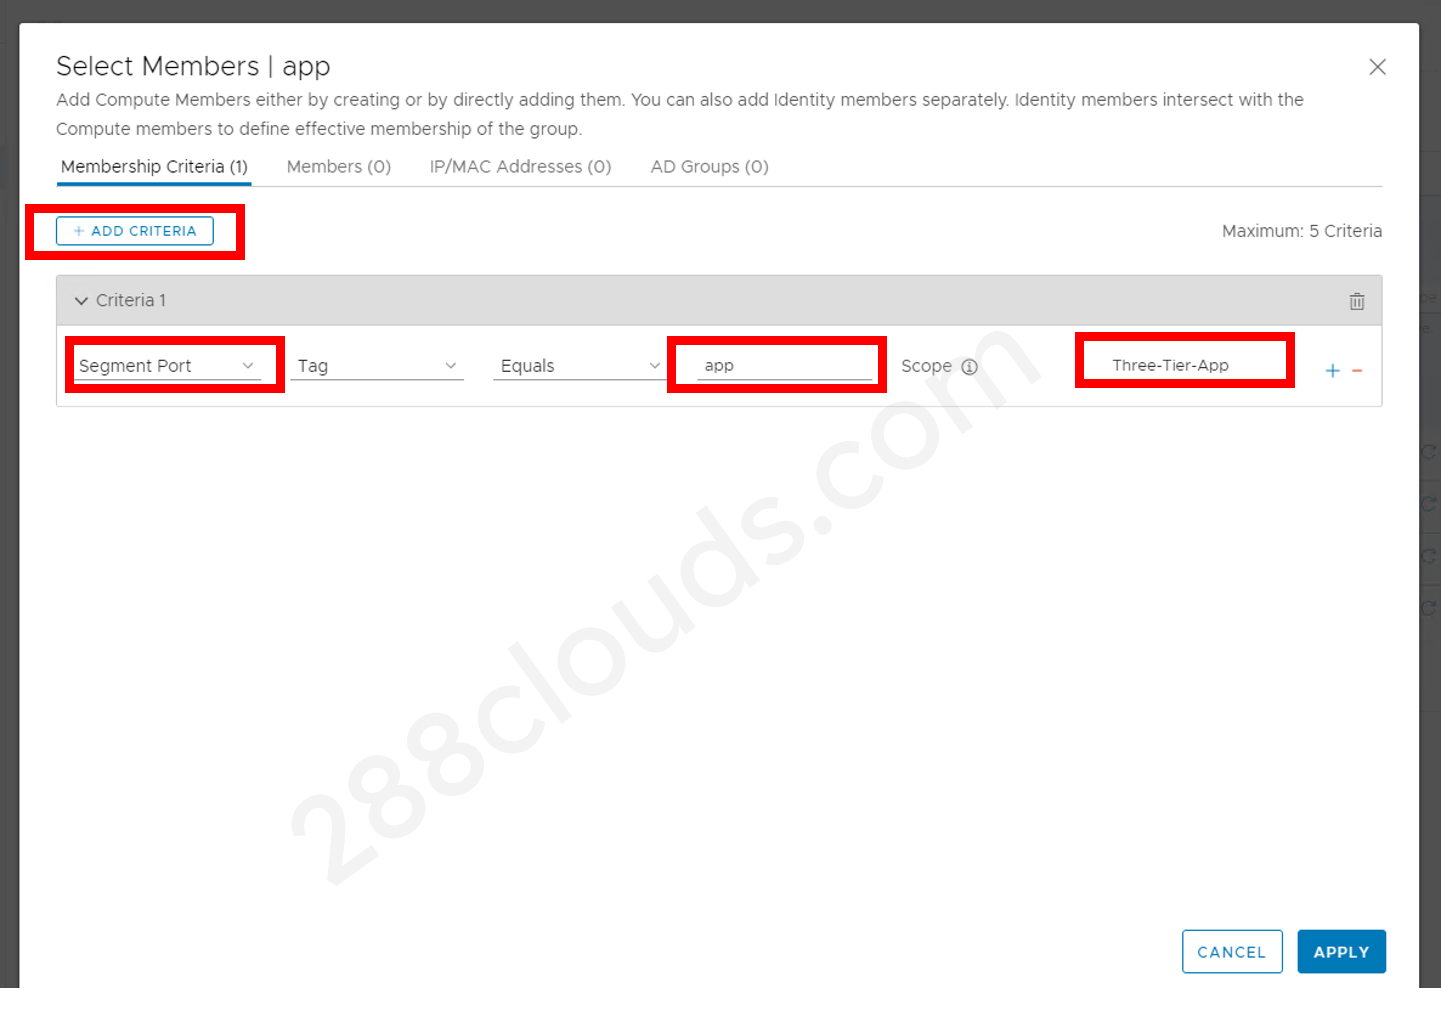 Select Members | app
Add Compute Members either by creating or by directly adding them. You can also add Identity members separately. Identity members intersect with the
Compute members to define effective membership of the group.
Membership Criteria (1) Members (0) IP/MAC Addresses (0) AD Groups (0)
+ ADD CRITERIA Maximum: 5 Criteria
Criteria 1
Segment Port Tag Equals app Scope Three-Tier-App
288clouds.com
CANCEL APPLY